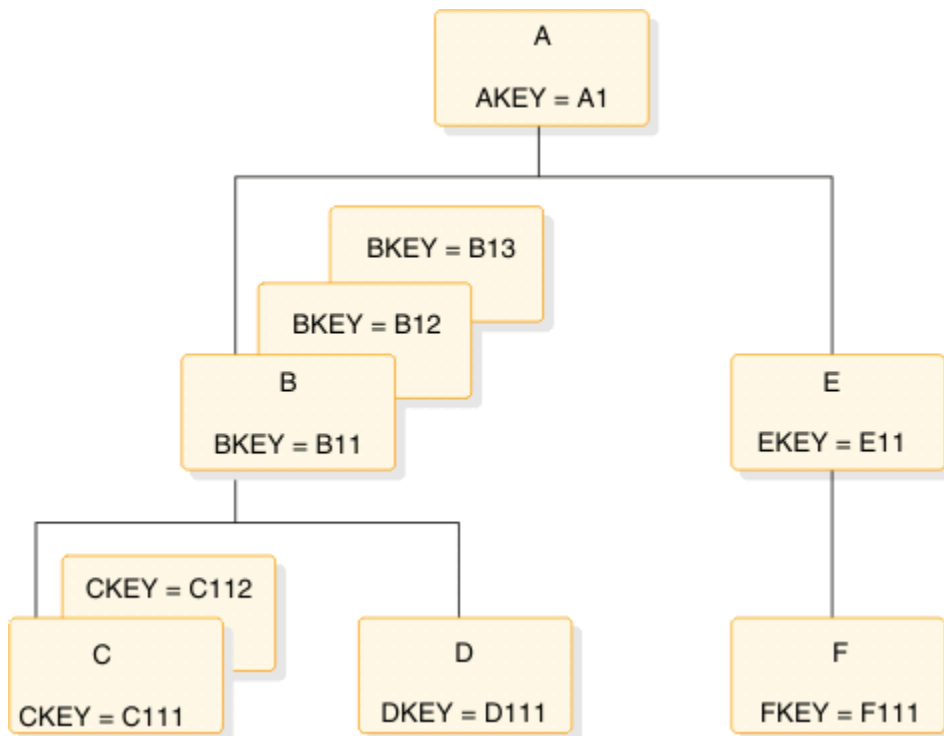 A
AKEY = A1
BKEY = B13
BKEY = B12
B
BKEY = B11
E
EKEY = E11
CKEY = C112
C
CKEY = C111
D
DKEY = D111
F
FKEY = F111